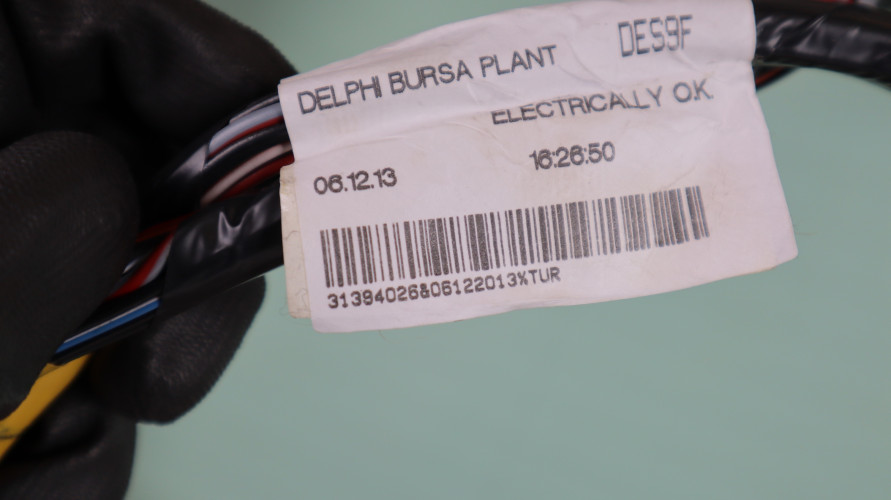 DELPHI BURSA PLANT DES9F
ELECTRICALLY O.K.
06.12.13 16:26:50
31394026&06122013%TUR